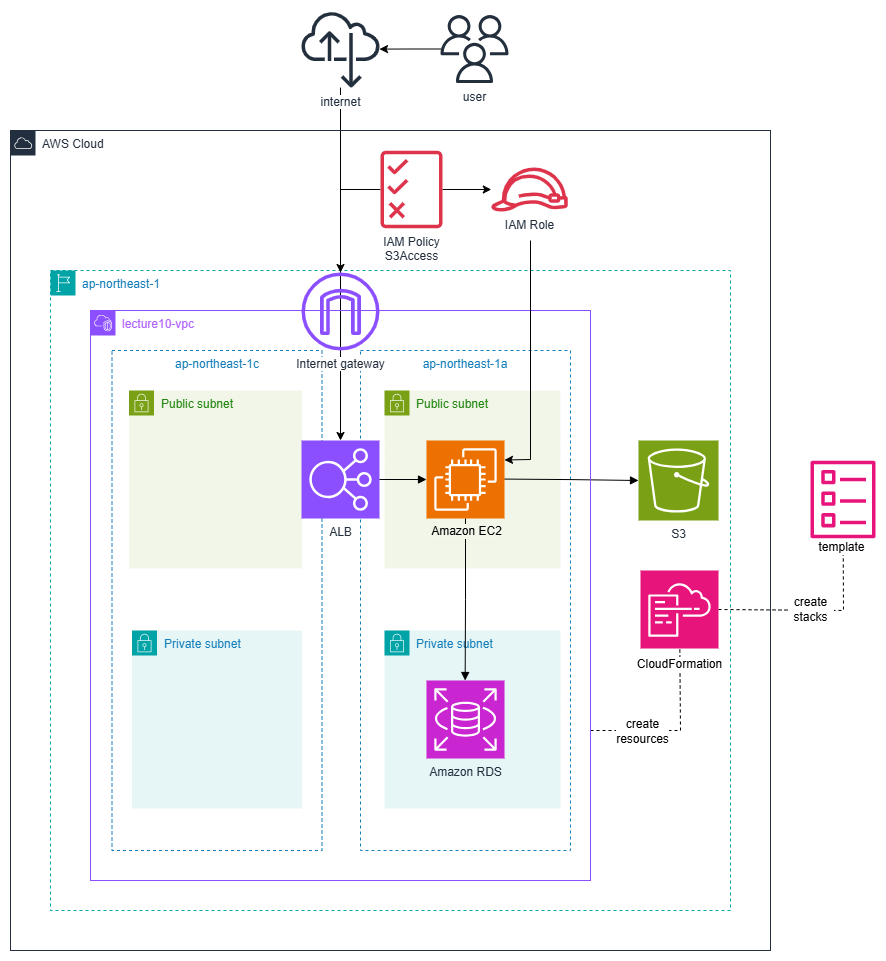 internet
user
AWS Cloud
IAM Policy
S3Access
IAM Role
ap-northeast-1
lecture10-vpc
Internet gateway
ap-northeast-1c
ap-northeast-1a
Public subnet
Public subnet
ALB
Amazon EC2
S3
template
create
stacks
CloudFormation
Private subnet
Private subnet
create
resources
Amazon RDS